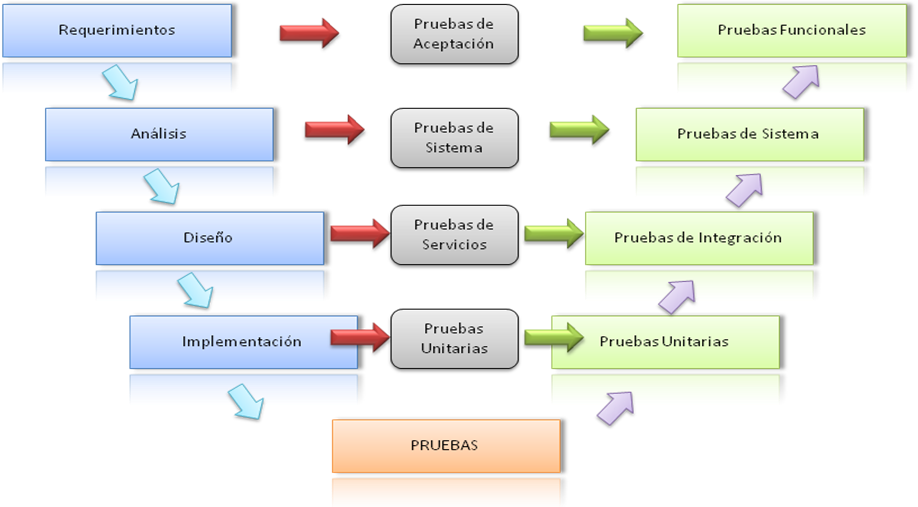 Requerimientos
Pruebas de
Aceptación
Pruebas Funcionales
Análisis
Pruebas de
Sistema
Pruebas de Sistema
Diseño
Pruebas de
Servicios
Pruebas de Integración
Implementación
Pruebas
Unitarias
Pruebas Unitarias
PRUEBAS